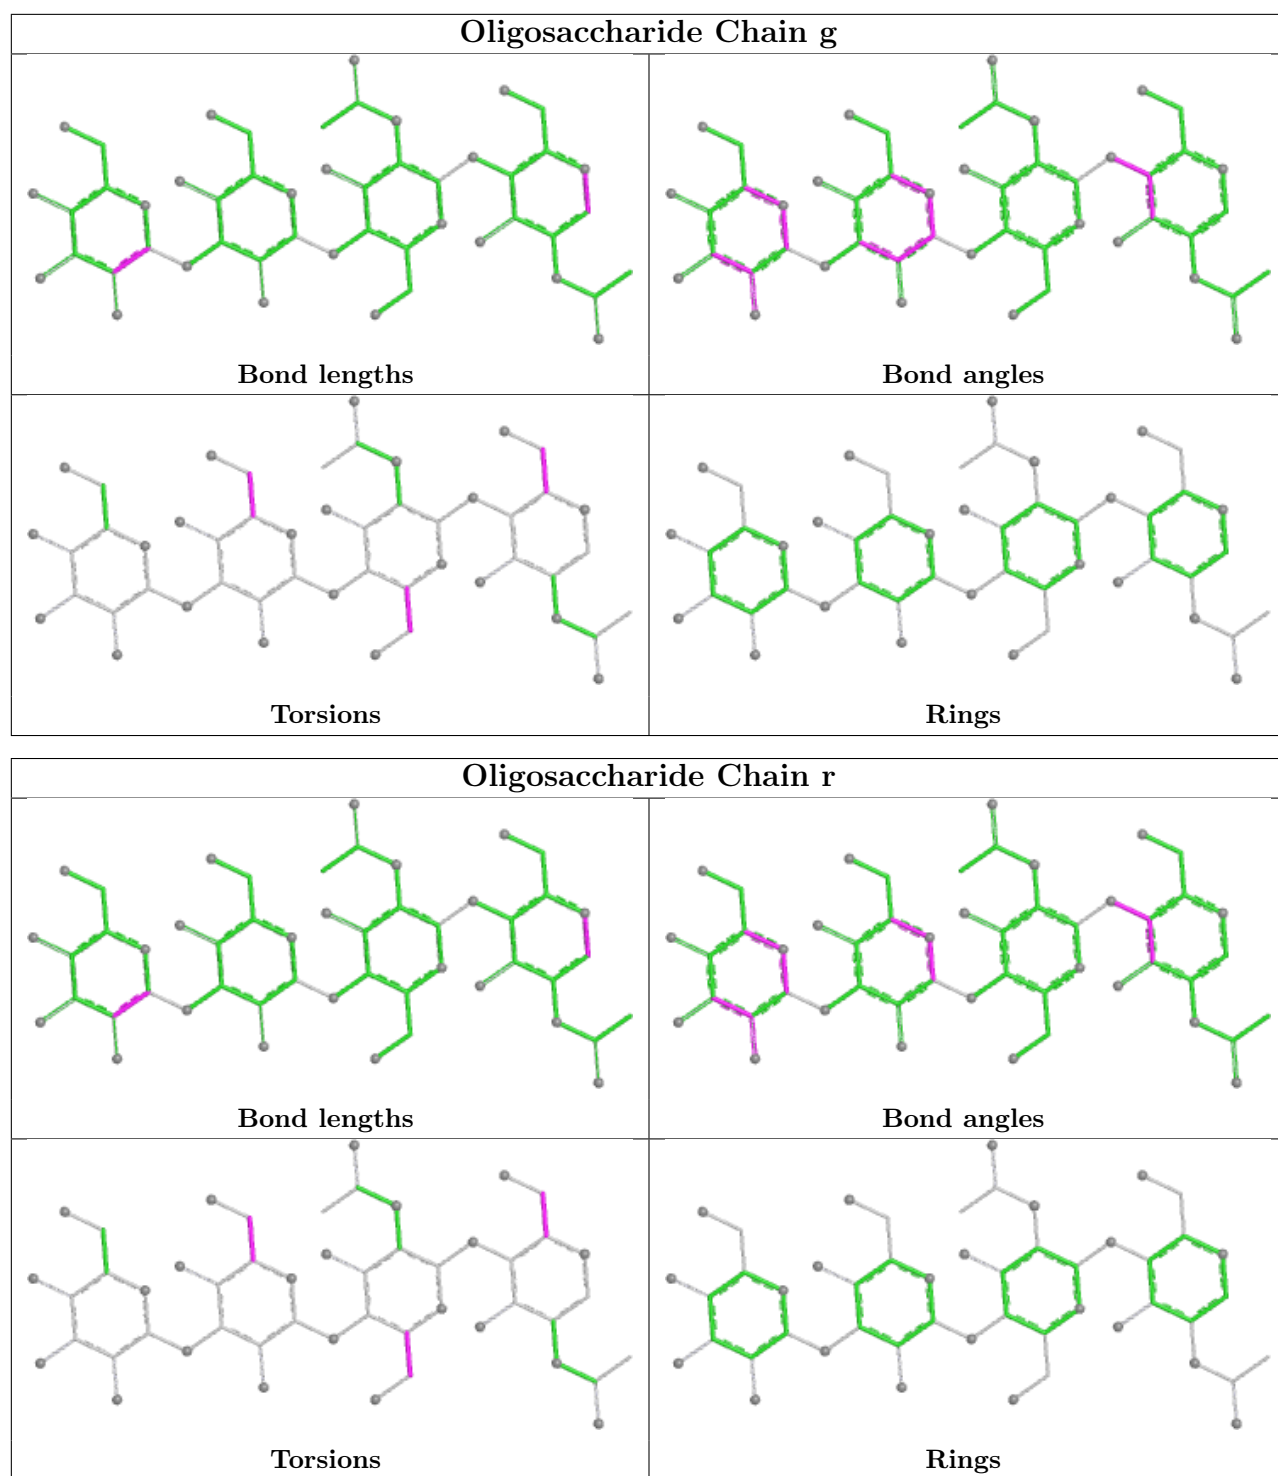 Oligosaccharide Chain g
Bond lengths
Bond angles
Torsions
Rings
Oligosaccharide Chain r
Bond lengths
Bond angles
Torsions
Rings